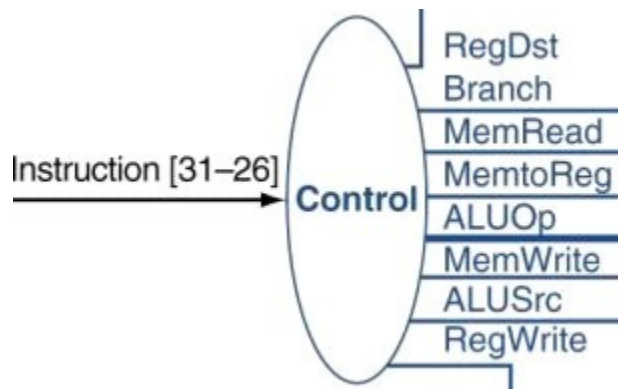 RegDst
Branch
MemRead
Instruction [31–26]
MemtoReg
Control
ALUOp
MemWrite
ALUSrc
RegWrite